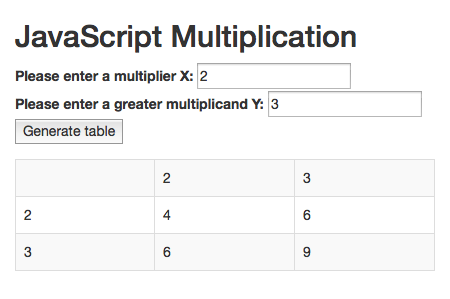 JavaScript Multiplication
Please enter a multiplier X: 2
Please enter a greater multiplicand Y: 3
Generate table
2 3
2 4 6
3 6 9